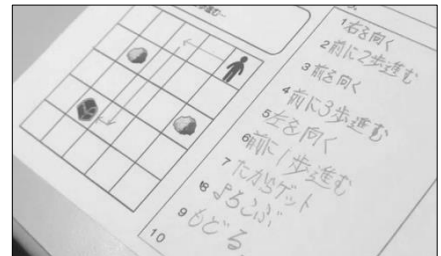 進む
1右を向く
2前に2歩進む
3前を向く
4前に3歩進む
5左を向く
6前に1歩進む
7たからゲット
8よろこぶ
9もどる
10